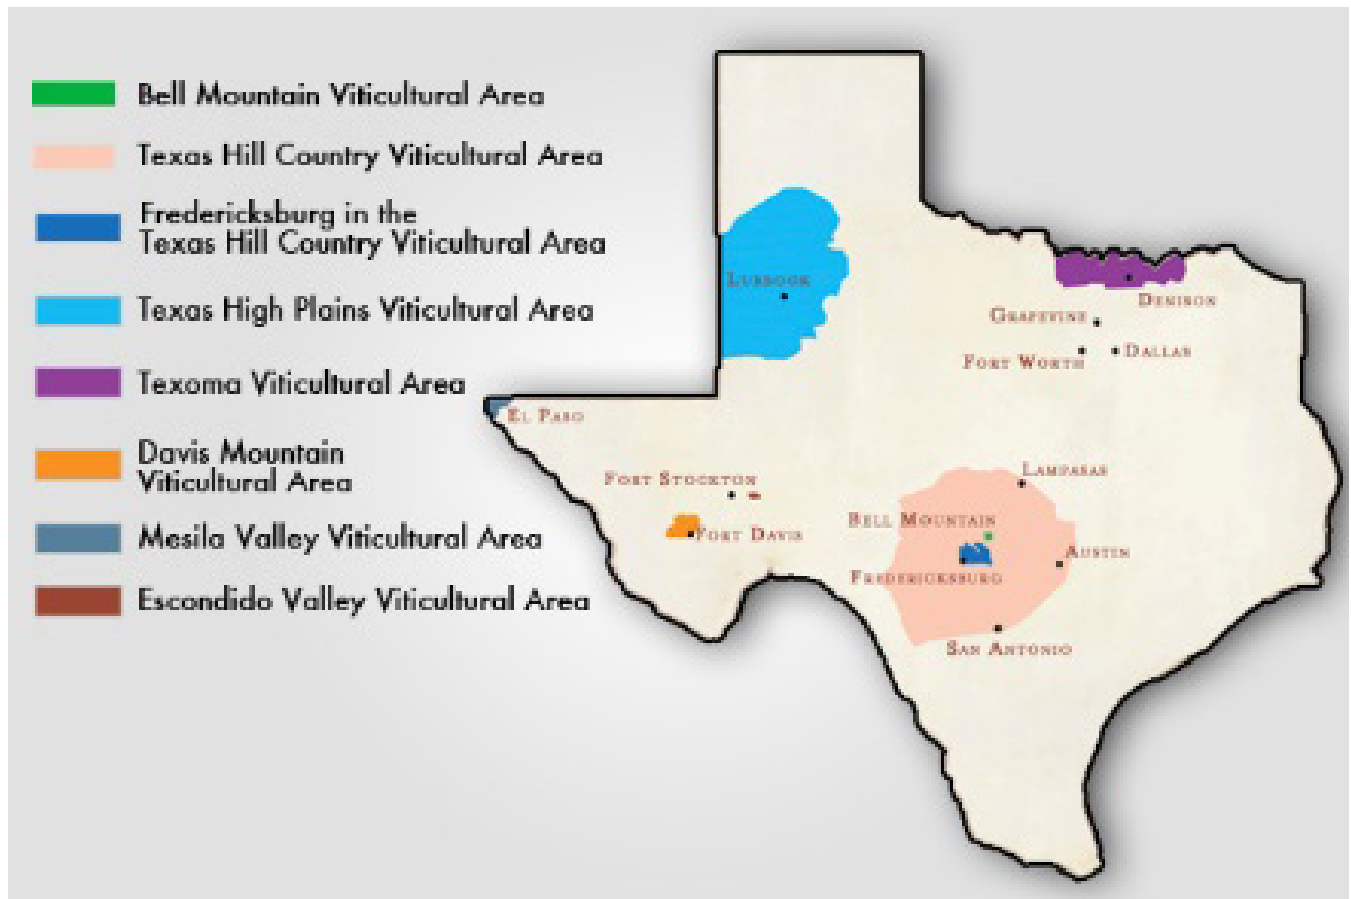 Bell Mountain Viticultural Area
Texas Hill Country Viticultural Area
Fredericksburg in the
Texas Hill Country Viticultural Area
Texas High Plains Viticultural Area
Texoma Viticultural Area
Davis Mountain
Viticultural Area
Mesila Valley Viticultural Area
Escondido Valley Viticultural Area
Lubbock
Denison
Grapevine
Fort Worth
Dallas
El Paso
Fort Stockton
Lampasas
Bell Mountain
Fort Davis
Austin
Fredericksburg
San Antonio